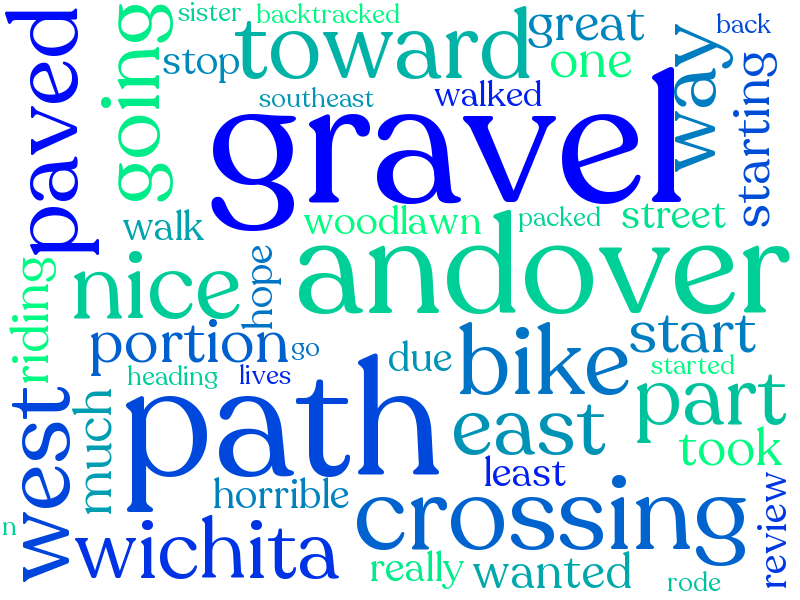 sister
backtracked
great
back
paved
going
stop
toward
one
way
starting
southeast
walked
gravel
walk
woodlawn
packed
street
riding
nice
hope
andover
portion
go
due
bike
start
started
heading
lives
west
much
path
east
part
took
least
horrible
crossing
review
n
wichita
really
wanted
rode